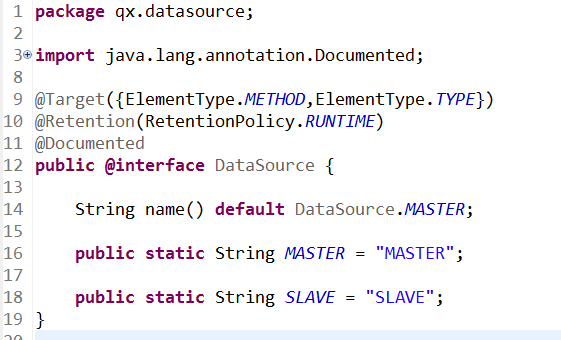 1 package qx.datasource;
2
3 import java.lang.annotation.Documented;
8
9 @Target({ElementType.METHOD,ElementType.TYPE})
10 @Retention(RetentionPolicy.RUNTIME)
11 @Documented
12 public @interface DataSource {
13
14     String name() default DataSource.MASTER;
15
16     public static String MASTER = "MASTER";
17
18     public static String SLAVE = "SLAVE";
19 }
20